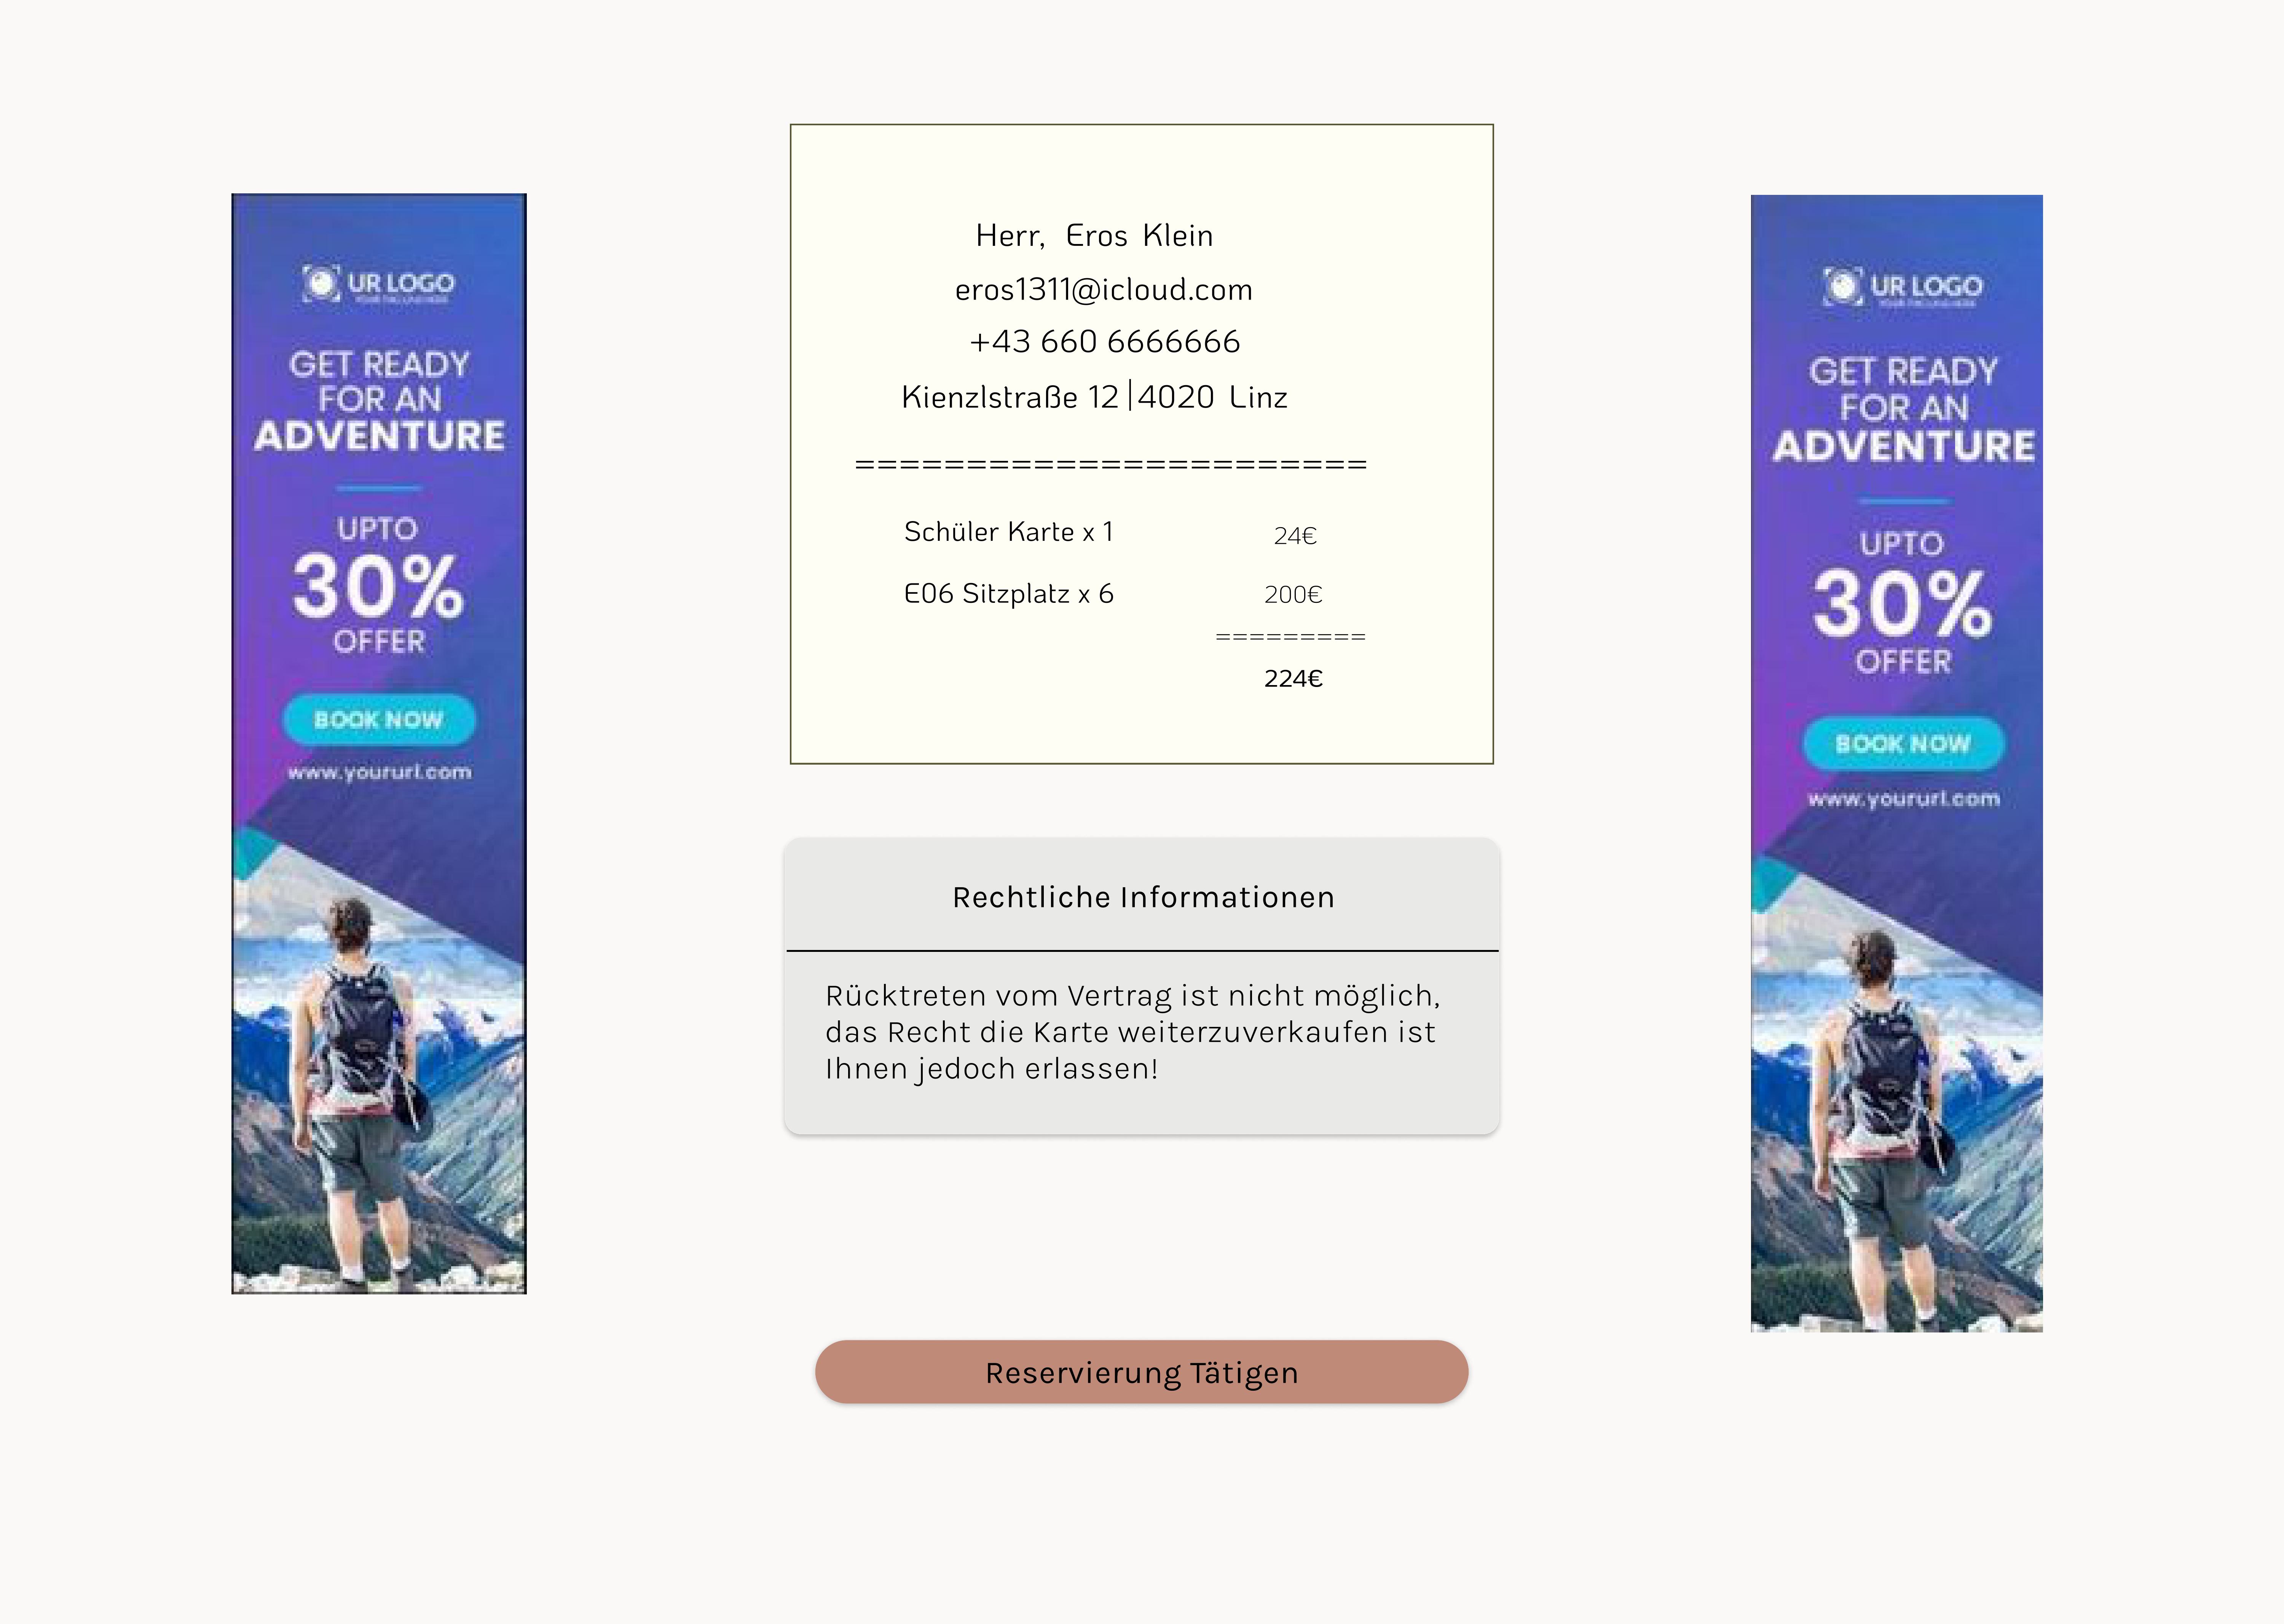 UR LOGO
GET READY
FOR AN
ADVENTURE
UPTO
30%
OFFER
BOOK NOW
www.yoururl.com
Herr, Eros Klein
eros1311@icloud.com
+43 660 6666666
Kienzlstraße 12|4020 Linz
=======================
Schüler Karte x 1 24€
E06 Sitzplatz x 6 200€
=========
224€
Rechtliche Informationen
Rücktreten vom Vertrag ist nicht möglich,
das Recht die Karte weiterzuverkaufen ist
Ihnen jedoch erlassen!
Reservierung Tätigen
UR LOGO
GET READY
FOR AN
ADVENTURE
UPTO
30%
OFFER
BOOK NOW
www.yoururl.com